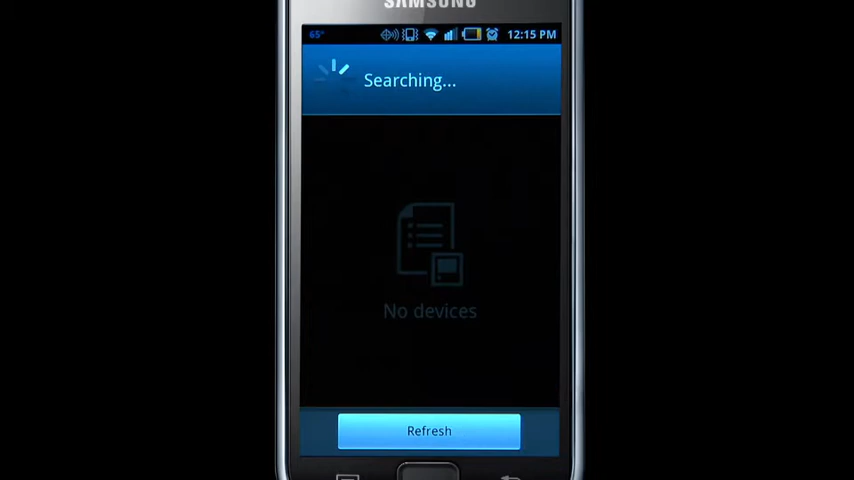 SAMSUNG
65°
12:15 PM
Searching...
No devices
Refresh